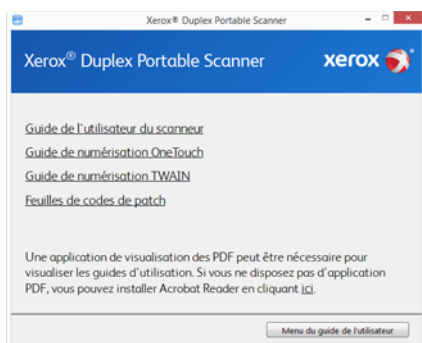 Xerox® Duplex Portable Scanner
Xerox® Duplex Portable Scanner
xerox
Guide de l'utilisateur du scanneur
Guide de numérisation OneTouch
Guide de numérisation TWAIN
Feuilles de codes de patch
Une application de visualisation des PDF peut être nécessaire pour
visualiser les guides d'utilisation. Si vous ne disposez pas d'application
PDF, vous pouvez installer Acrobat Reader en cliquant ici.
Menu du guide de l'utilisateur